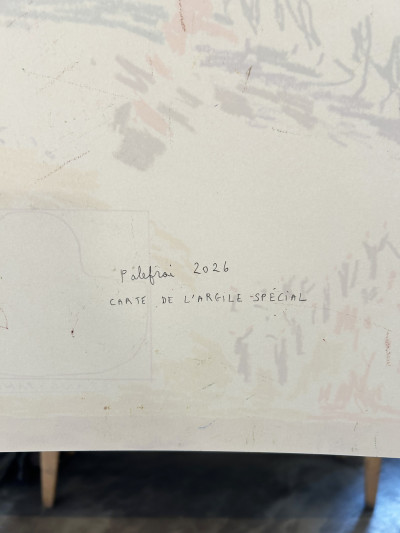 Palefroi 2026
CARTE DE L'ARGILE SPÉCIAL